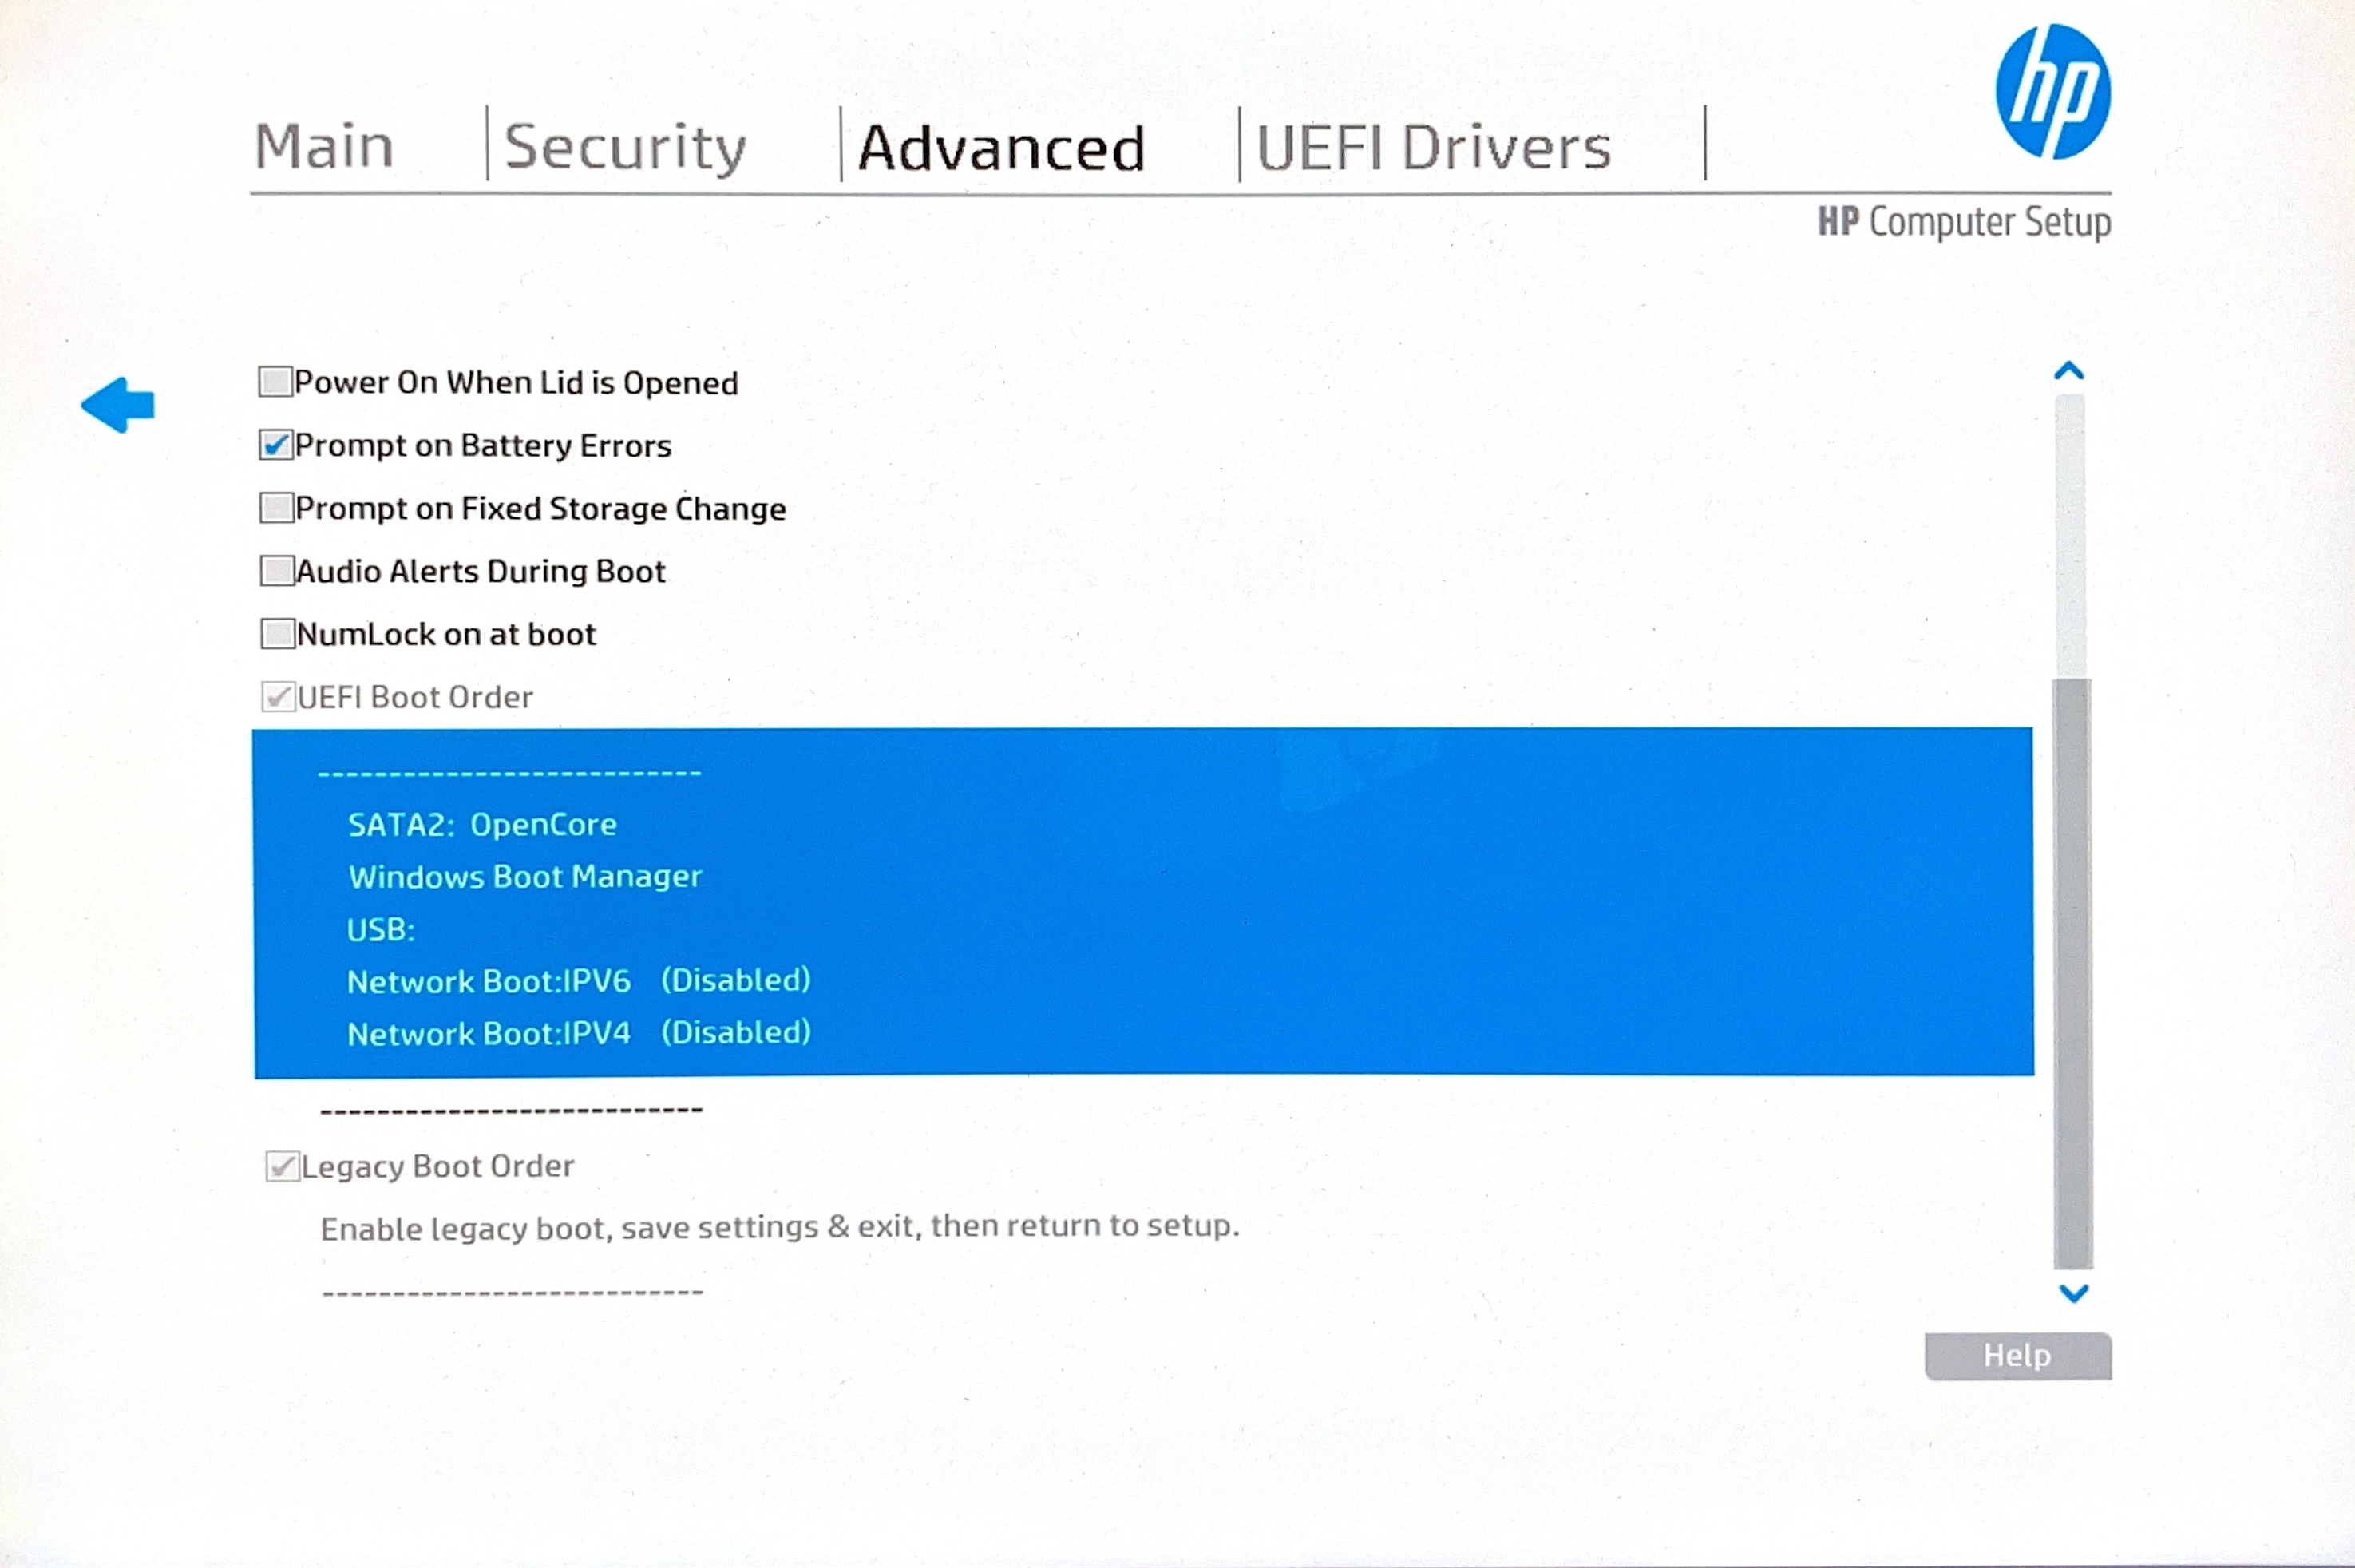 hp
Main Security Advanced UEFI Drivers
HP Computer Setup
Power On When Lid is Opened
Prompt on Battery Errors
Prompt on Fixed Storage Change
Audio Alerts During Boot
NumLock on at boot
UEFI Boot Order
---------------------------
SATA2: OpenCore
Windows Boot Manager
USB:
Network Boot:IPV6 (Disabled)
Network Boot:IPV4 (Disabled)
---------------------------
Legacy Boot Order
Enable legacy boot, save settings & exit, then return to setup.
---------------------------
Help